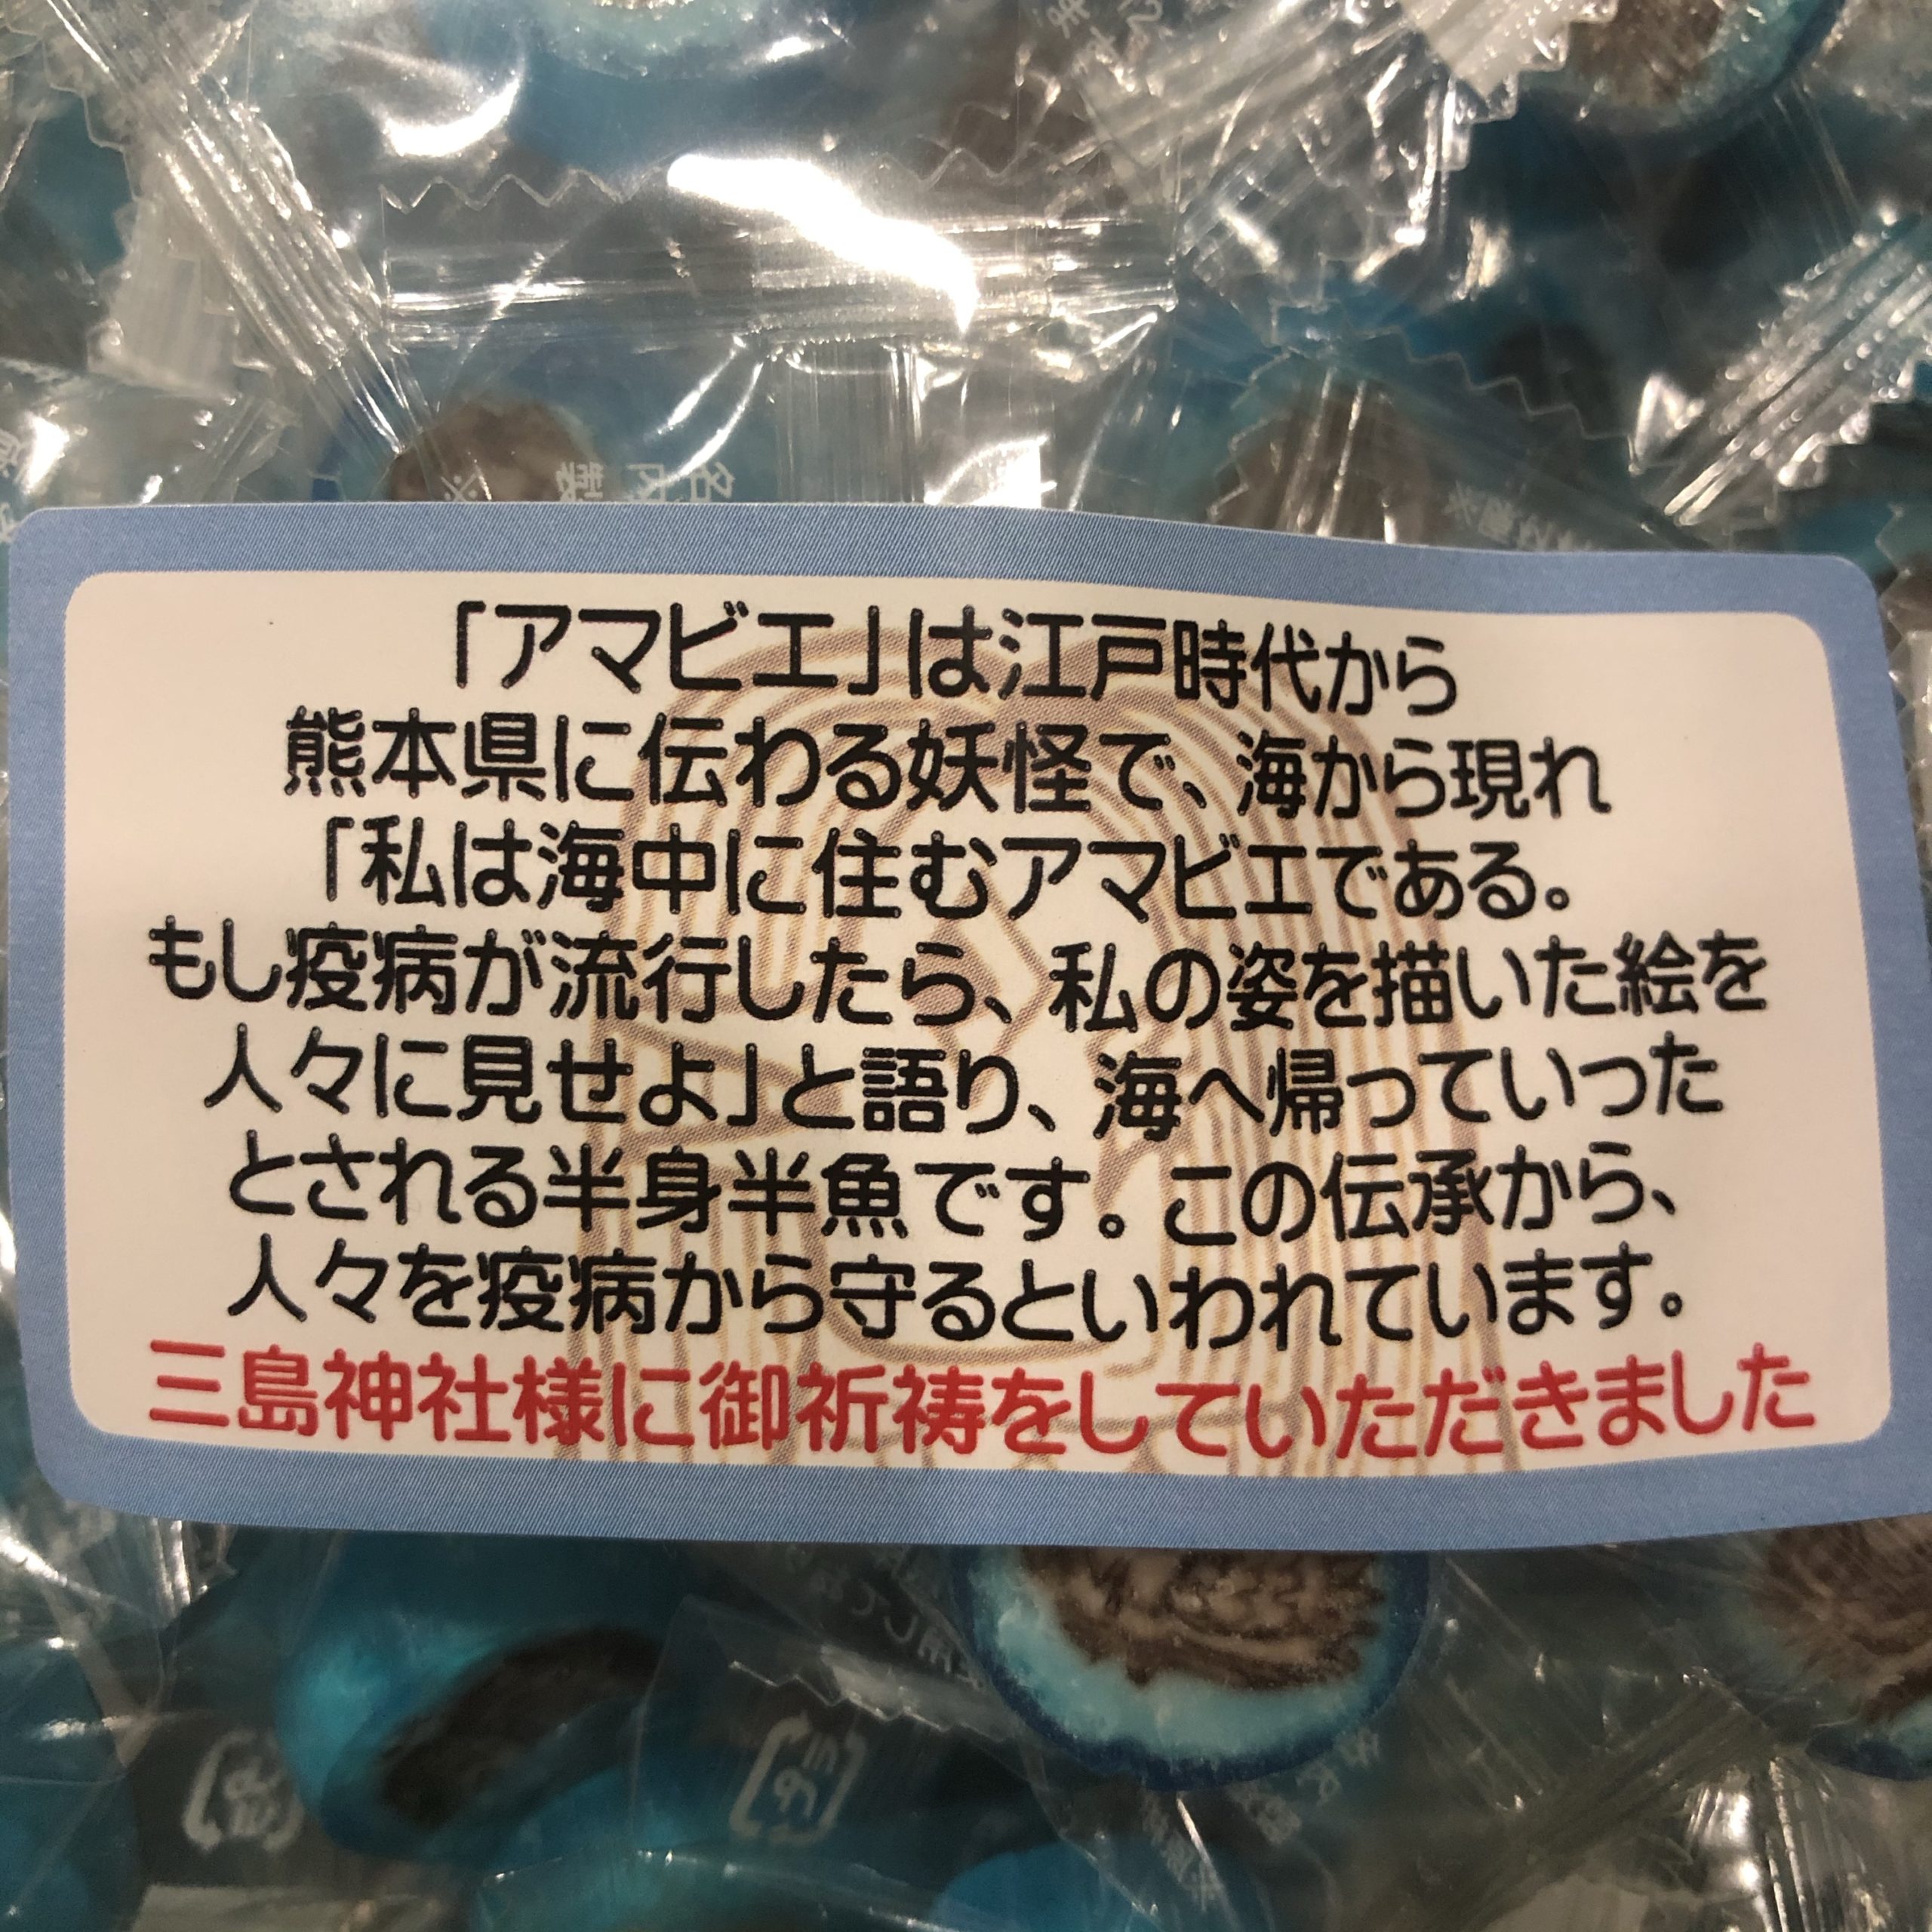 「アマビエ」は江戸時代から
熊本県に伝わる妖怪で、海から現れ
「私は海中に住むアマビエである。
もし疫病が流行したら、私の姿を描いた絵を
人々に見せよ」と語り、海へ帰っていった
とされる半身半魚です。この伝承から、
人々を疫病から守るといわれています。
三島神社様に御祈祷をしていただきました